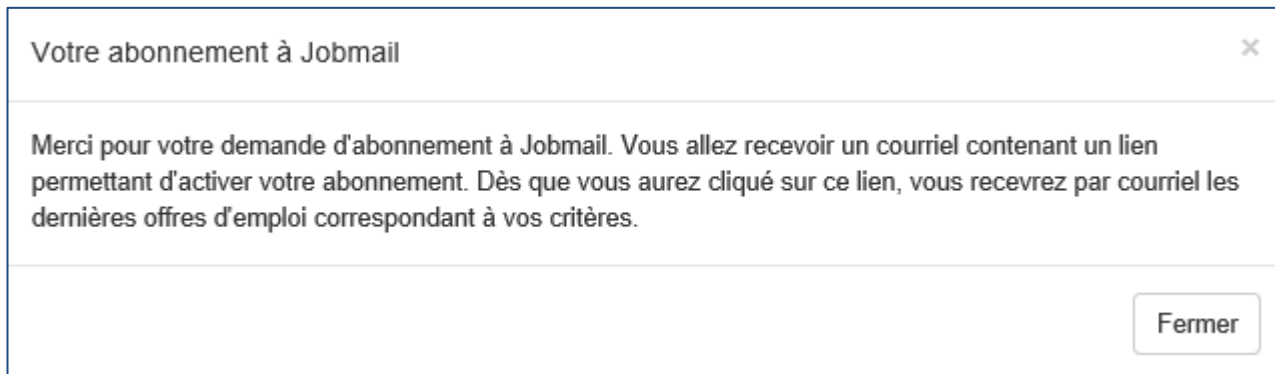 Votre abonnement à Jobmail
×
Merci pour votre demande d'abonnement à Jobmail. Vous allez recevoir un courriel contenant un lien
permettant d'activer votre abonnement. Dès que vous aurez cliqué sur ce lien, vous recevrez par courriel les
dernières offres d'emploi correspondant à vos critères.
Fermer